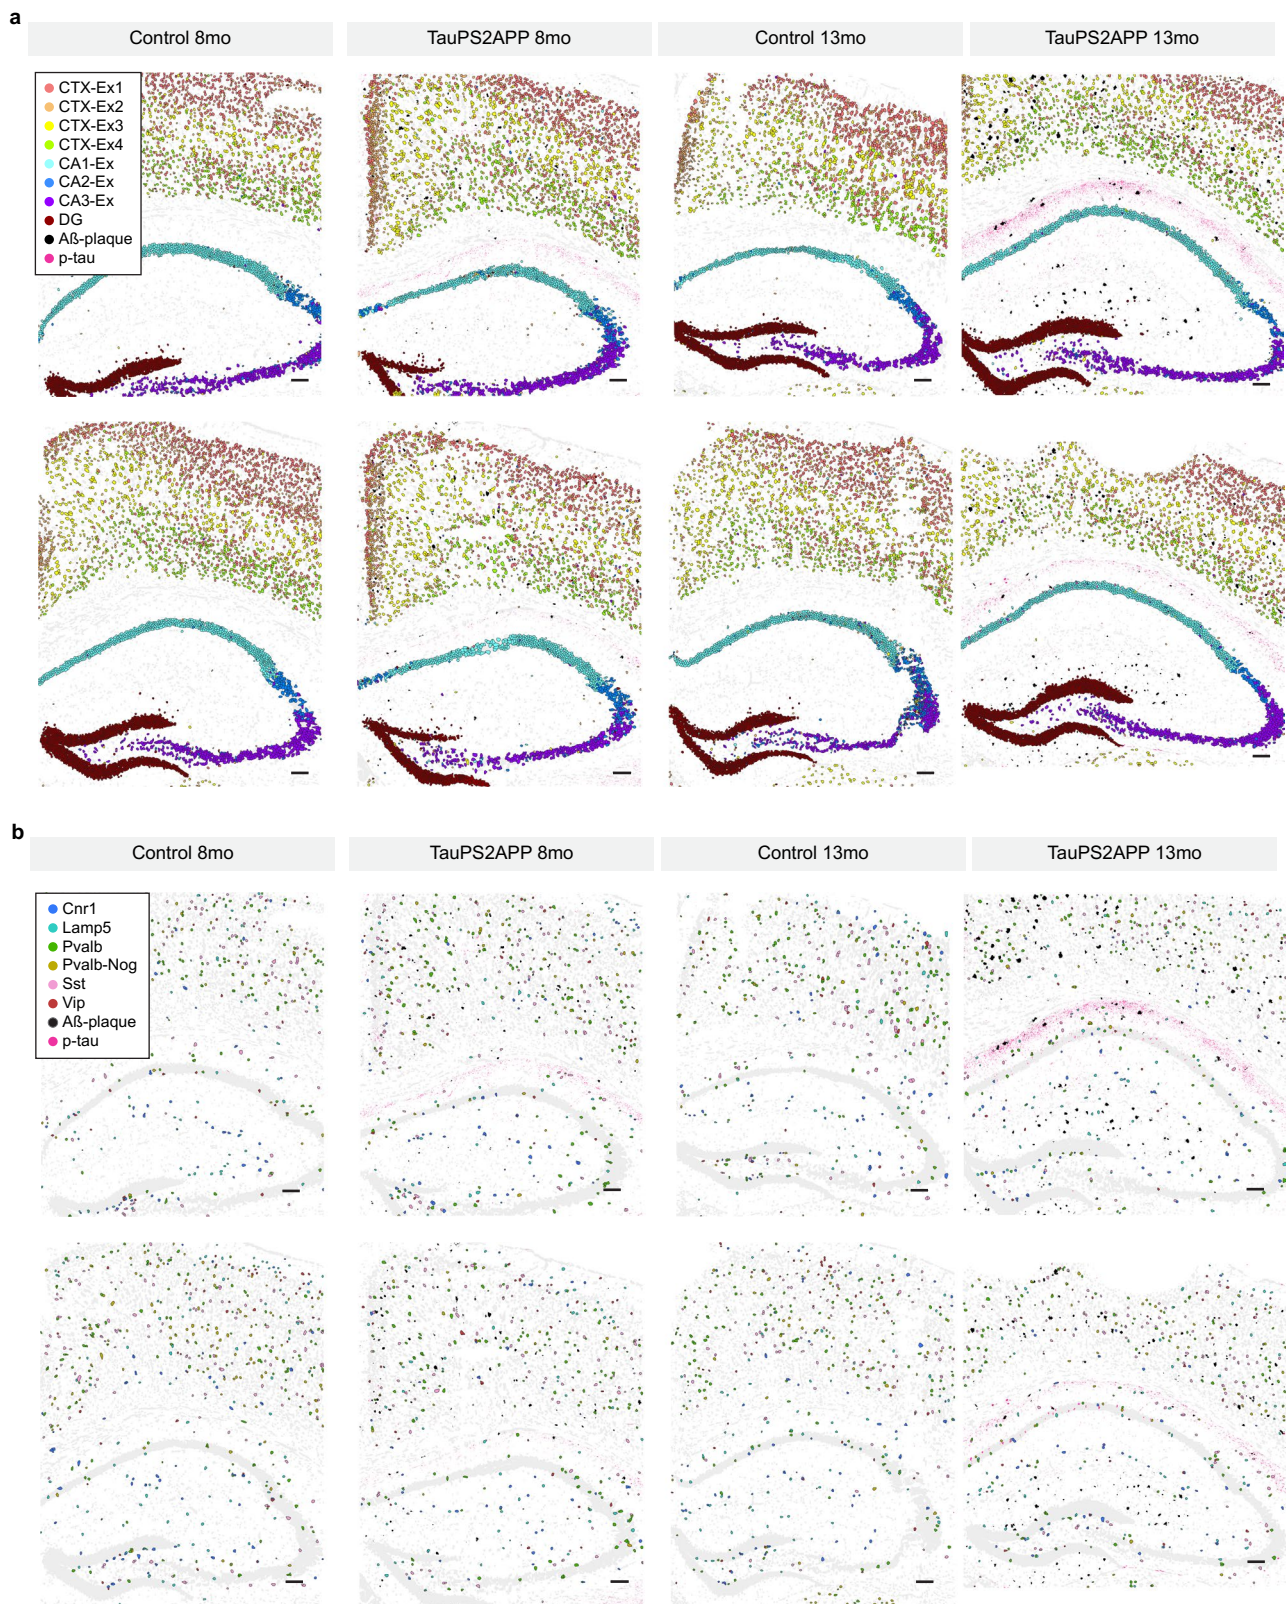 a
Control 8mo
TauPS2APP 8mo
Control 13mo
TauPS2APP 13mo
CTX-Ex1
CTX-Ex2
CTX-Ex3
CTX-Ex4
CA1-Ex
CA2-Ex
CA3-Ex
DG
Aß-plaque
p-tau
b
Control 8mo
TauPS2APP 8mo
Control 13mo
TauPS2APP 13mo
Cnr1
Lamp5
Pvalb
Pvalb-Nog
Sst
Vip
Aß-plaque
p-tau